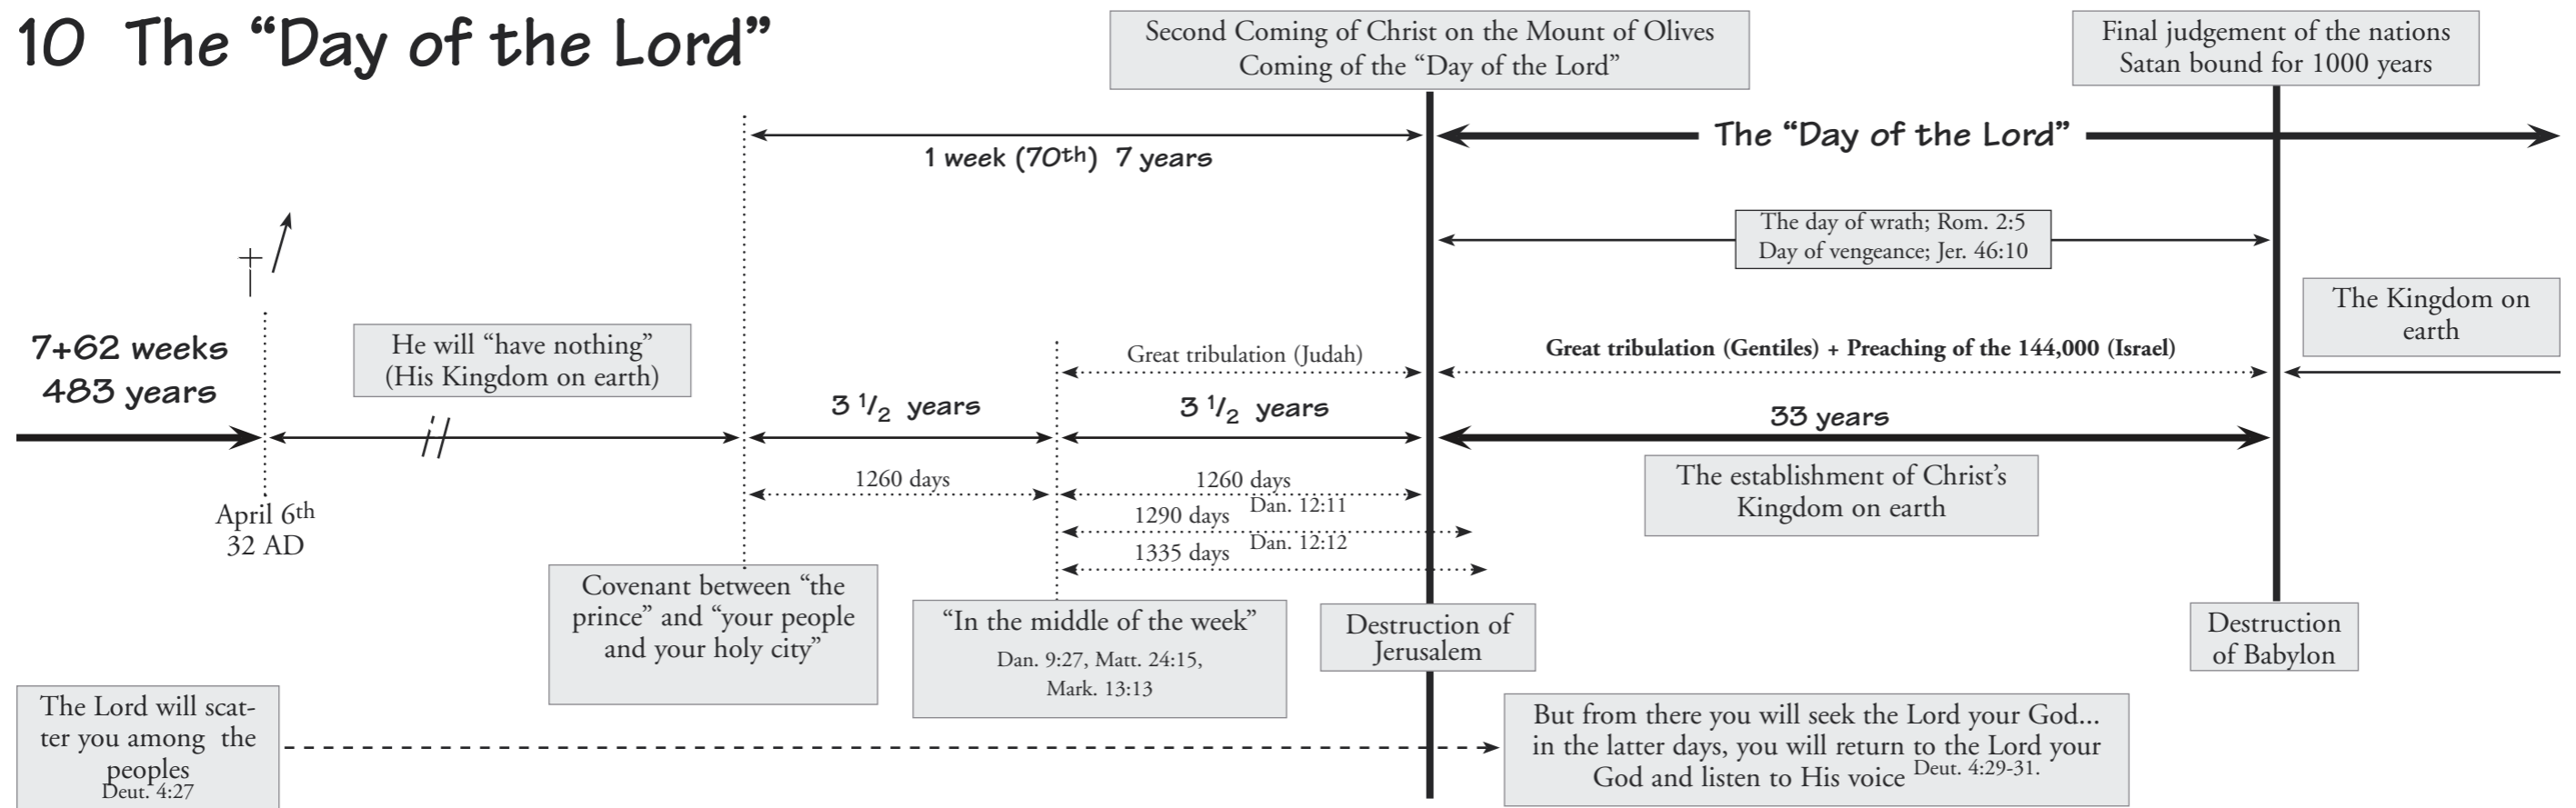 10 The “Day of the Lord”
Second Coming of Christ on the Mount of Olives
Coming of the “Day of the Lord”
Final judgement of the nations
Satan bound for 1000 years
1 week (70th) 7 years
The “Day of the Lord”
The day of wrath; Rom. 2:5
Day of vengeance; Jer. 46:10
The Kingdom on
earth
7+62 weeks
483 years
He will “have nothing”
(His Kingdom on earth)
Great tribulation (Judah)
Great tribulation (Gentiles) + Preaching of the 144,000 (Israel)
3 1/2 years
3 1/2 years
33 years
1260 days
1260 days
The establishment of Christ’s
Kingdom on earth
April 6th
32 AD
Dan. 12:11
1290 days
Dan. 12:12
1335 days
Covenant between “the
prince” and “your people
and your holy city”
“In the middle of the week”
Dan. 9:27, Matt. 24:15,
Mark. 13:13
Destruction of
Jerusalem
Destruction
of Babylon
The Lord will scat-
ter you among the
peoples
Deut. 4:27
But from there you will seek the Lord your God...
in the latter days, you will return to the Lord your
God and listen to His voice Deut. 4:29-31.